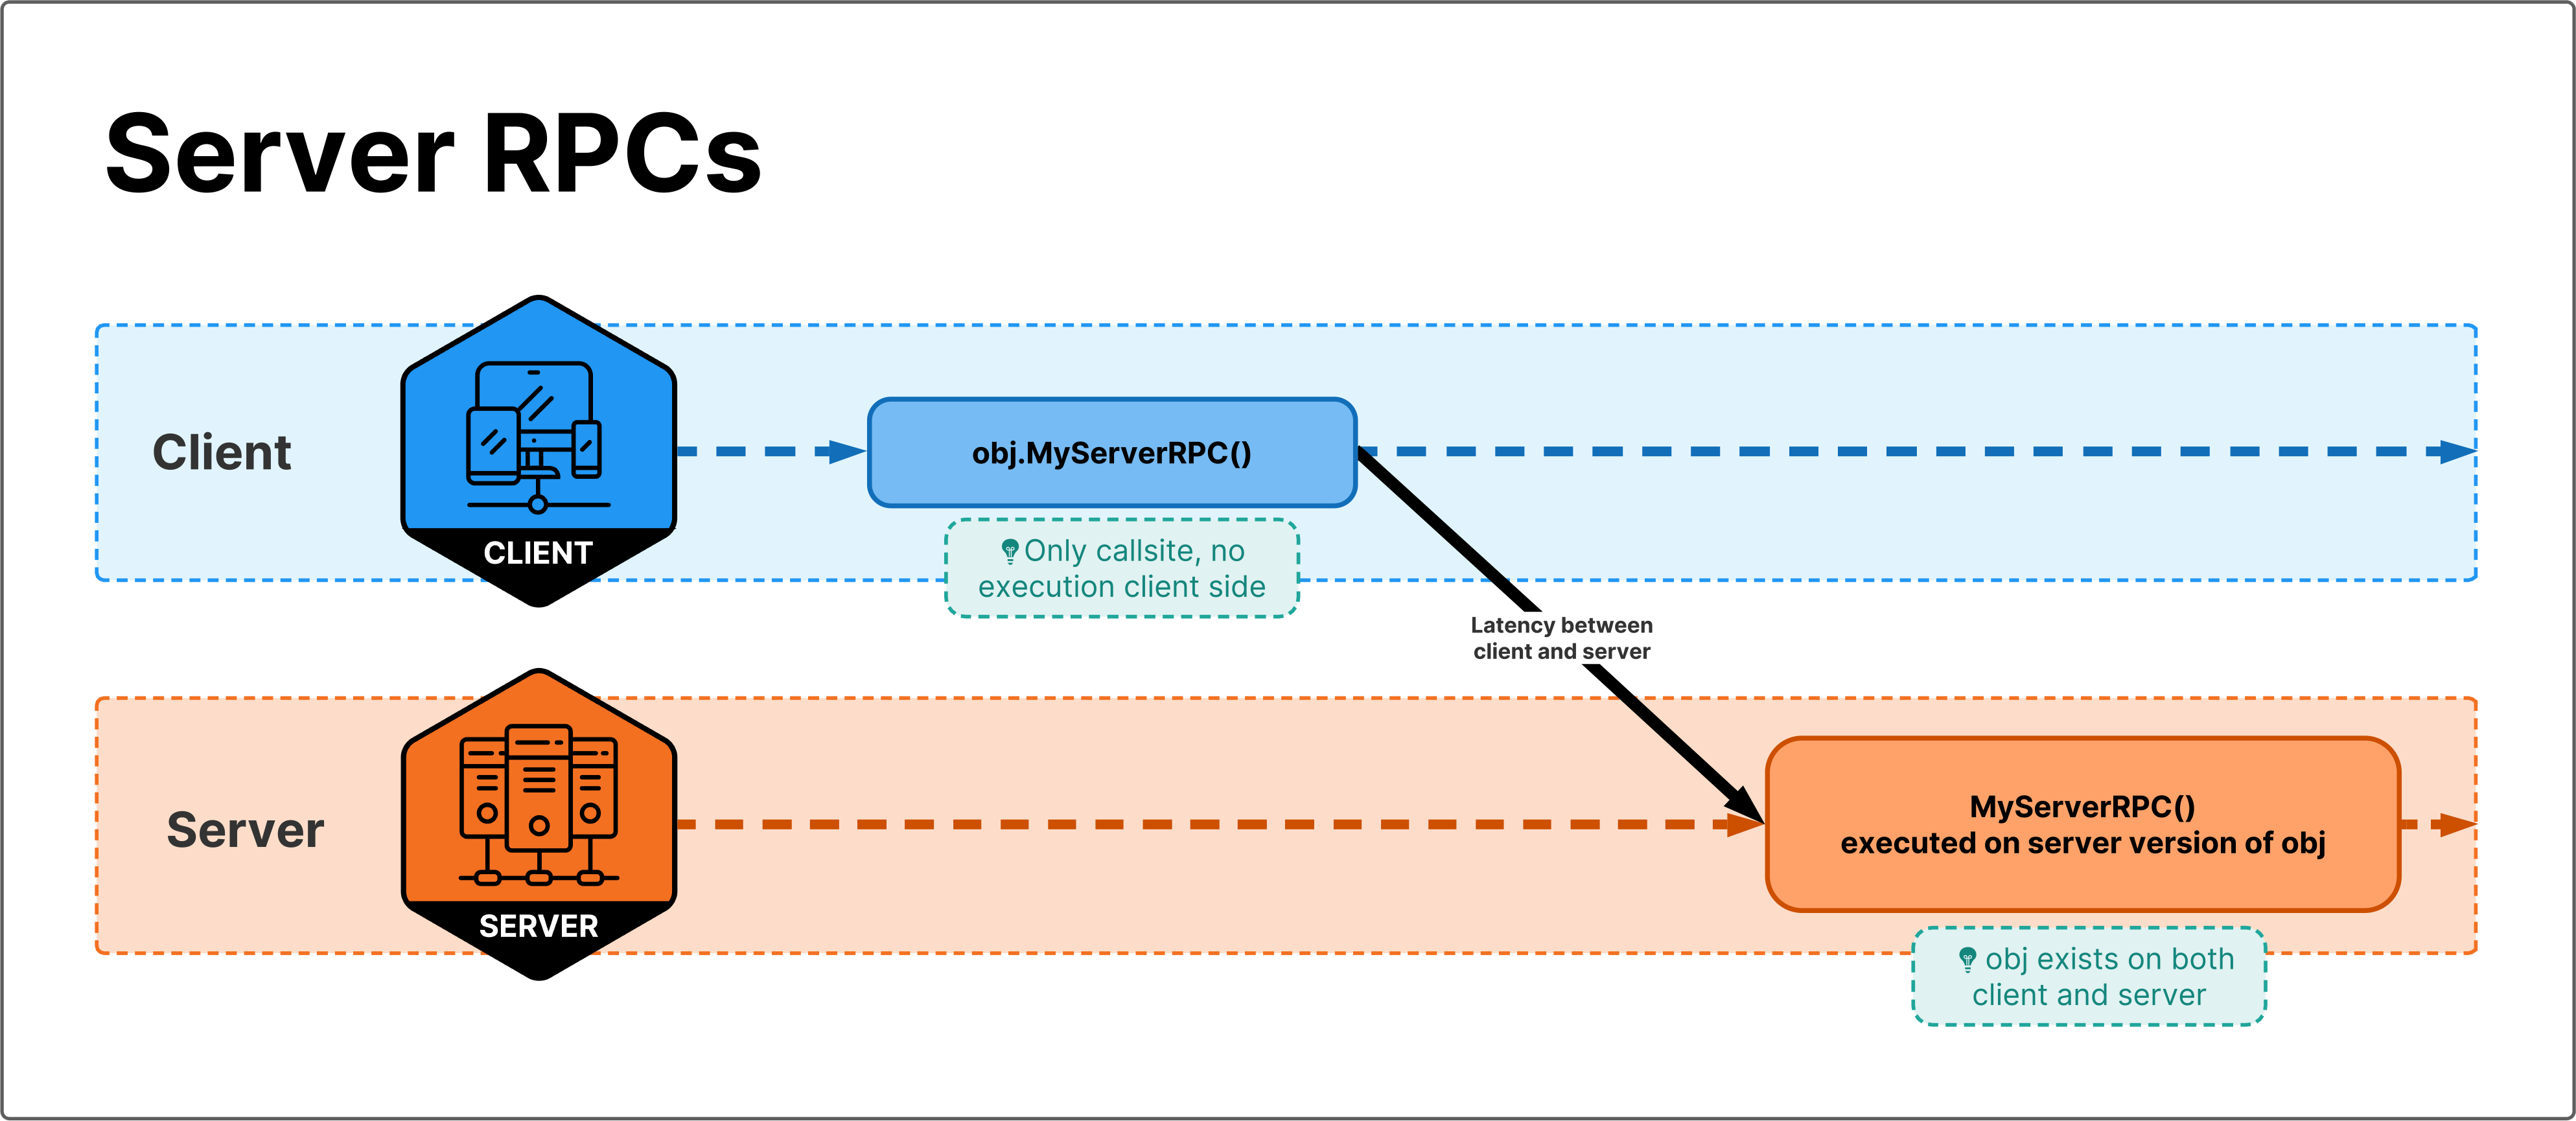 Server RPCs
Client
CLIENT
obj.MyServerRPC()
Only callsite, no
execution client side
Latency between
client and server
Server
SERVER
MyServerRPC()
executed on server version of obj
obj exists on both
client and server